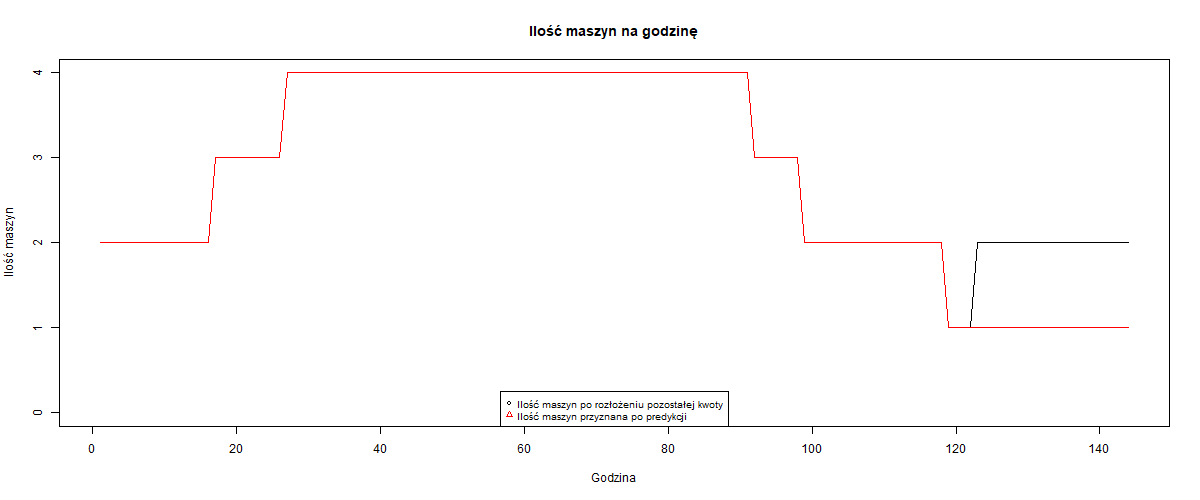 Ilość maszyn na godzinę
Ilość maszyn
4
3
2
1
0
Ilość maszyn po rozłożeniu pozostałej kwoty
Ilość maszyn przyznana po predykcji
0 20 40 60 80 100 120 140
Godzina